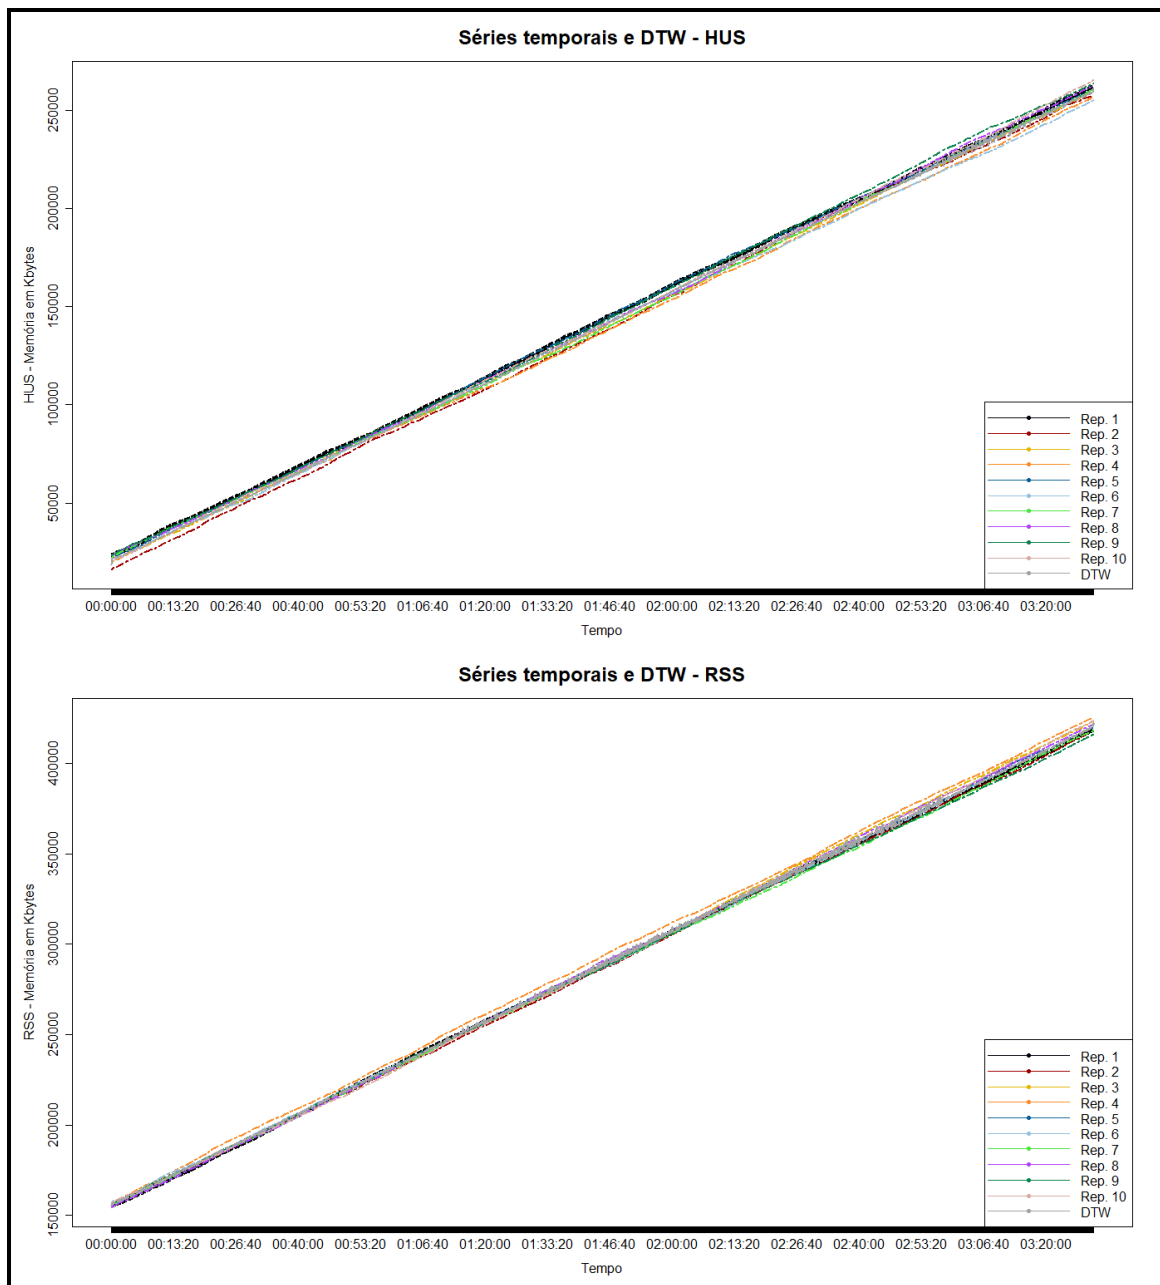 Séries temporais e DTW - HUS
HUS - Memória em Kbytes
250000
200000
150000
100000
50000
Rep. 1
Rep. 2
Rep. 3
Rep. 4
Rep. 5
Rep. 6
Rep. 7
Rep. 8
Rep. 9
Rep. 10
DTW
00:00:00 00:13:20 00:26:40 00:40:00 00:53:20 01:06:40 01:20:00 01:33:20 01:46:40 02:00:00 02:13:20 02:26:40 02:40:00 02:53:20 03:06:40 03:20:00
Tempo
Séries temporais e DTW - RSS
RSS - Memória em Kbytes
400000
350000
300000
250000
200000
150000
Rep. 1
Rep. 2
Rep. 3
Rep. 4
Rep. 5
Rep. 6
Rep. 7
Rep. 8
Rep. 9
Rep. 10
DTW
00:00:00 00:13:20 00:26:40 00:40:00 00:53:20 01:06:40 01:20:00 01:33:20 01:46:40 02:00:00 02:13:20 02:26:40 02:40:00 02:53:20 03:06:40 03:20:00
Tempo